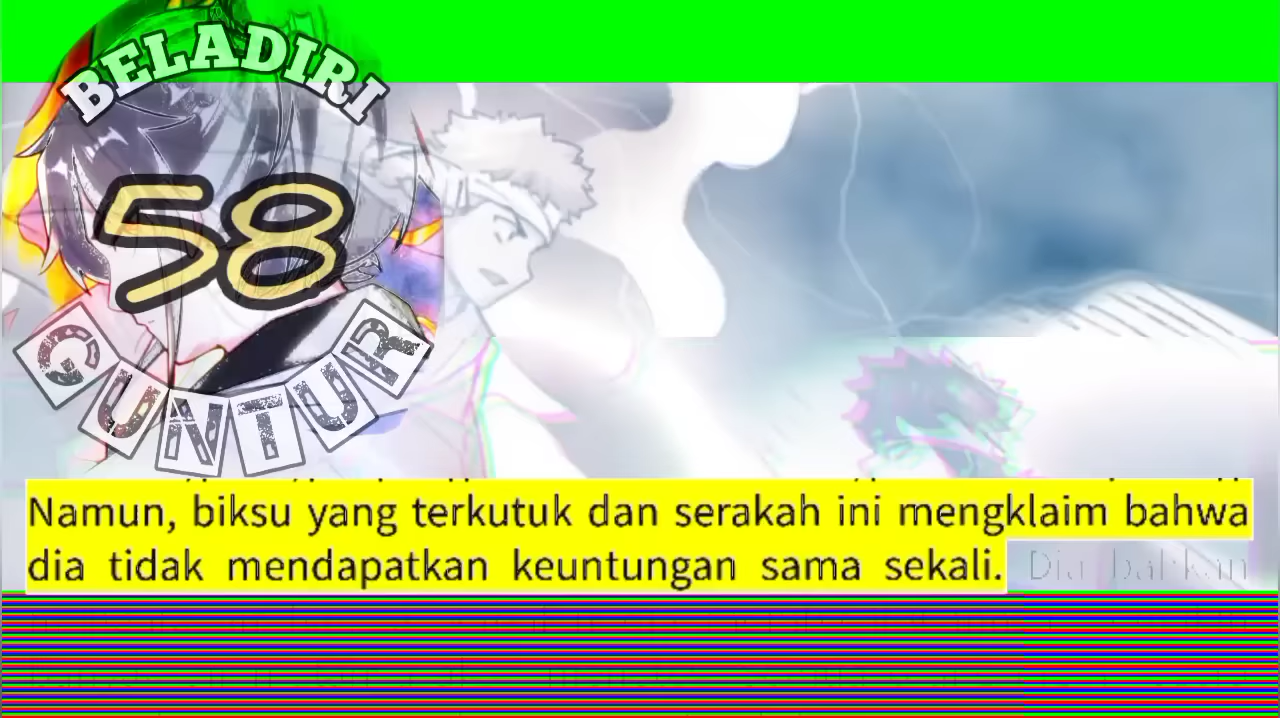 BELADIRI
58
GUNTUR
Namun, biksu yang terkutuk dan serakah ini mengklaim bahwa
dia tidak mendapatkan keuntungan sama sekali. Dia bahkan